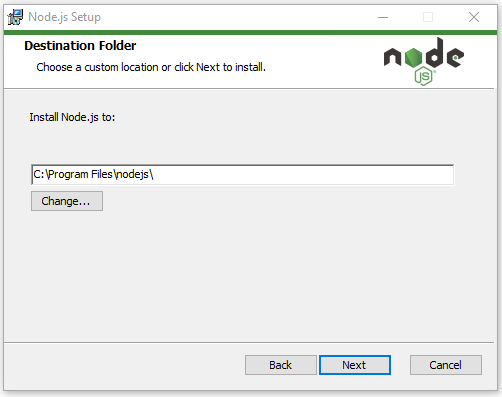 Node.js Setup
Destination Folder
Choose a custom location or click Next to install.
node
JS
Install Node.js to:
C:\Program Files\nodejs\
Change...
Back
Next
Cancel